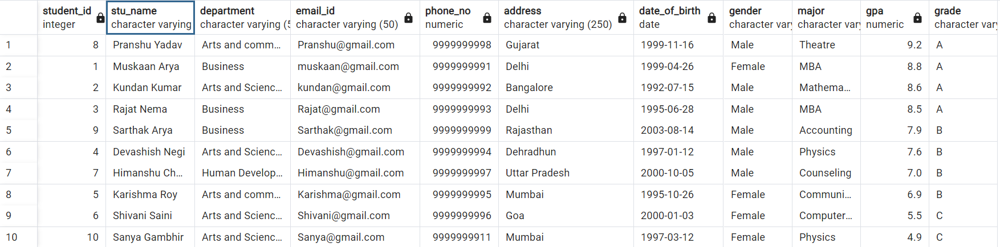 student_id stu_name department email_id phone_no address date_of_birth gender major gpa grade
integer character varying character varying (5 character varying (50) numeric character varying (250) date character vary character vary numeric character vary
1 8 Pranshu Yadav Arts and comm... Pranshu@gmail.com 9999999998 Gujarat 1999-11-16 Male Theatre 9.2 A
2 1 Muskaan Arya Business muskaan@gmail.com 9999999991 Delhi 1999-04-26 Female MBA 8.8 A
3 2 Kundan Kumar Arts and Scienc... kundan@gmail.com 9999999992 Bangalore 1992-07-15 Male Mathema... 8.6 A
4 3 Rajat Nema Business Rajat@gmail.com 9999999993 Delhi 1995-06-28 Male MBA 8.5 A
5 9 Sarthak Arya Business Sarthak@gmail.com 9999999999 Rajasthan 2003-08-14 Male Accounting 7.9 B
6 4 Devashish Negi Arts and Scienc... Devashish@gmail.com 9999999994 Dehradhun 1997-01-12 Male Physics 7.6 B
7 7 Himanshu Ch... Human Develop... Himanshu@gmail.com 9999999997 Uttar Pradesh 2000-10-05 Male Counseling 7.0 B
8 5 Karishma Roy Arts and comm... Karishma@gmail.com 9999999995 Mumbai 1995-10-26 Female Communi... 6.9 B
9 6 Shivani Saini Arts and Scienc... Shivani@gmail.com 9999999996 Goa 2000-01-03 Female Computer... 5.5 C
10 10 Sanya Gambhir Arts and Scienc... Sanya@gmail.com 9999999911 Mumbai 1997-03-12 Female Physics 4.9 C